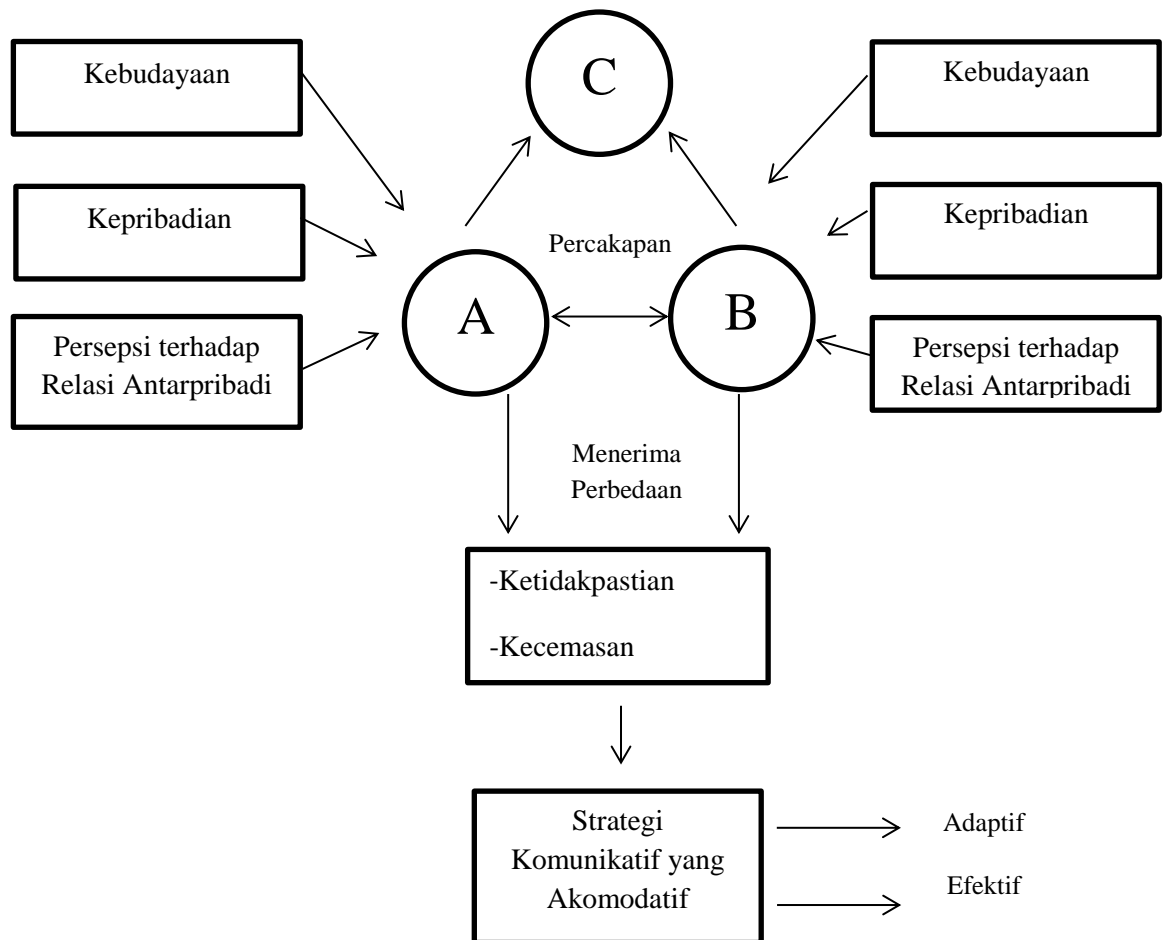 Kebudayaan
C
Kebudayaan
Kepribadian
Kepribadian
Percakapan
A
B
Persepsi terhadap
Relasi Antarpribadi
Persepsi terhadap
Relasi Antarpribadi
Menerima
Perbedaan
-Ketidakpastian
-Kecemasan
Strategi
Komunikatif yang
Akomodatif
Adaptif
Efektif